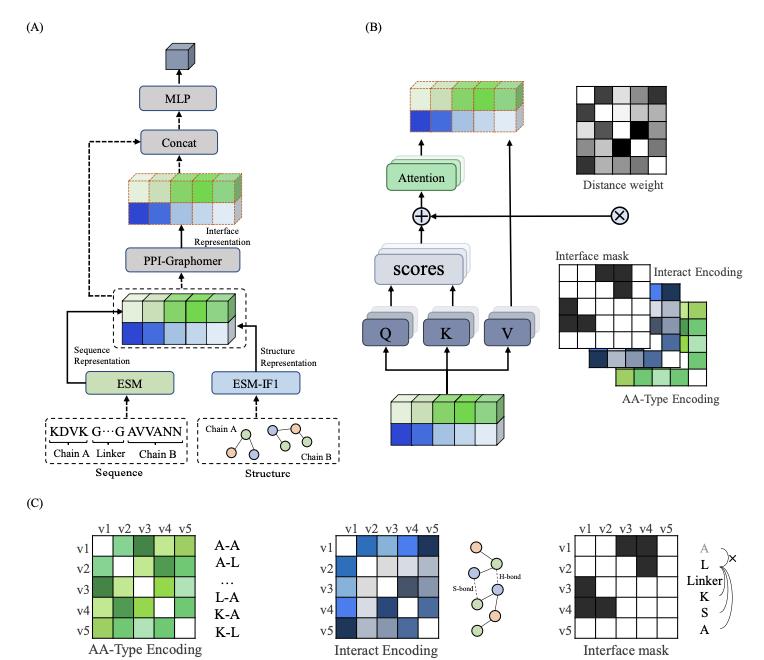 (A)
MLP
Concat
Interface
Representation
PPI-Graphomer
Sequence
Representation
Structure
Representation
ESM
ESM-IF1
KDVK G···G AVVANN
Chain A Linker Chain B
Sequence
Chain A
Chain B
Structure
(B)
Attention
scores
Q K V
Distance weight
Interface mask
Interact Encoding
AA-Type Encoding
(C)
v1 v2 v3 v4 v5
v1
v2
v3
v4
v5
AA-Type Encoding
A-A
A-L
...
L-A
K-A
K-L
v1 v2 v3 v4 v5
v1
v2
v3
v4
v5
Interact Encoding
H-bond
S-bond
v1 v2 v3 v4 v5
v1
v2
v3
v4
v5
Interface mask
A
L
Linker
K
S
A